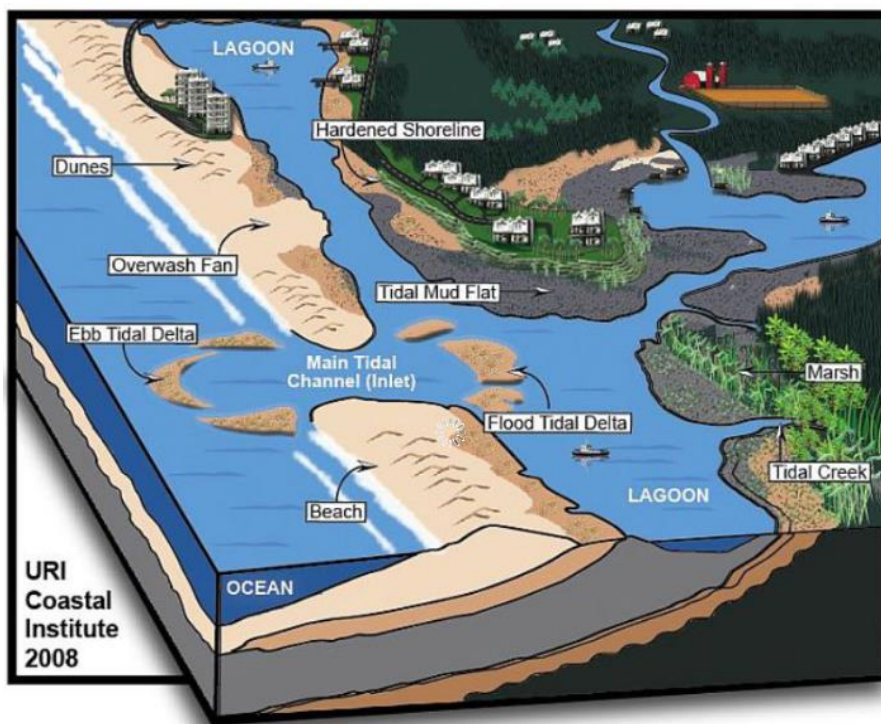 LAGOON
Hardened Shoreline
Dunes
Overwash Fan
Tidal Mud Flat
Ebb Tidal Delta
Main Tidal
Channel (Inlet)
Marsh
Flood Tidal Delta
Tidal Creek
Beach
LAGOON
OCEAN
URI
Coastal
Institute
2008